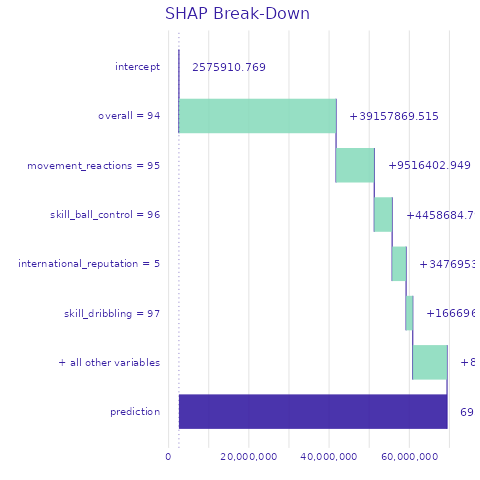 SHAP Break-Down
intercept
2575910.769
overall = 94
+39157869.515
movement_reactions = 95
+9516402.949
skill_ball_control = 96
+4458684.7
international_reputation = 5
+3476953
skill_dribbling = 97
+166696
+ all other variables
+8
prediction
69
0
20,000,000
40,000,000
60,000,000